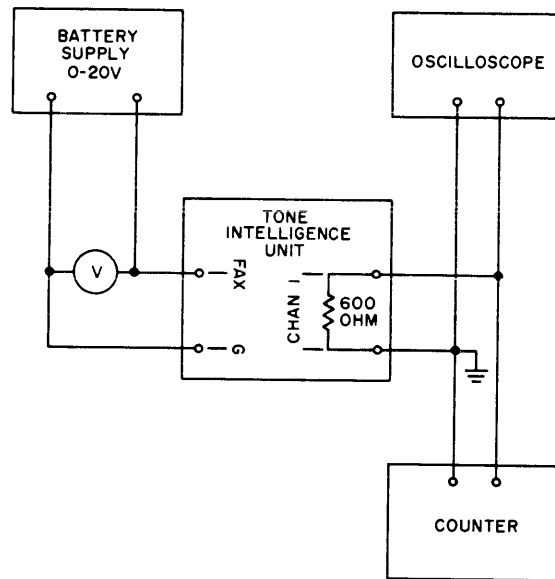 BATTERY
SUPPLY
0-20V
OSCILLOSCOPE
TONE
INTELLIGENCE
UNIT
V
FAX
G
CHAN 1
600
OHM
COUNTER